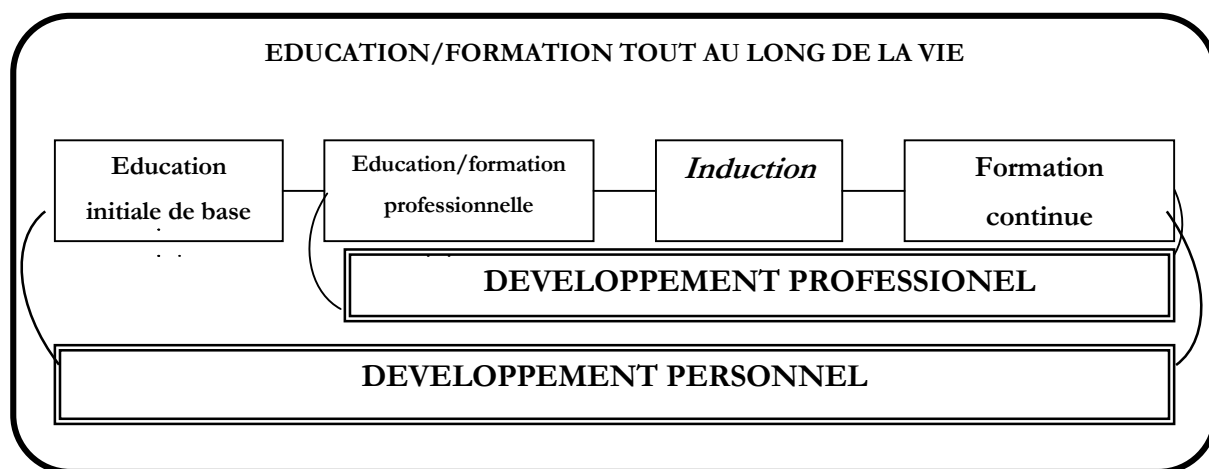 EDUCATION/FORMATION TOUT AU LONG DE LA VIE
Education
initiale de base
Education/formation
professionnelle
Induction
Formation
continue
DEVELOPPEMENT PROFESSIONEL
DEVELOPPEMENT PERSONNEL